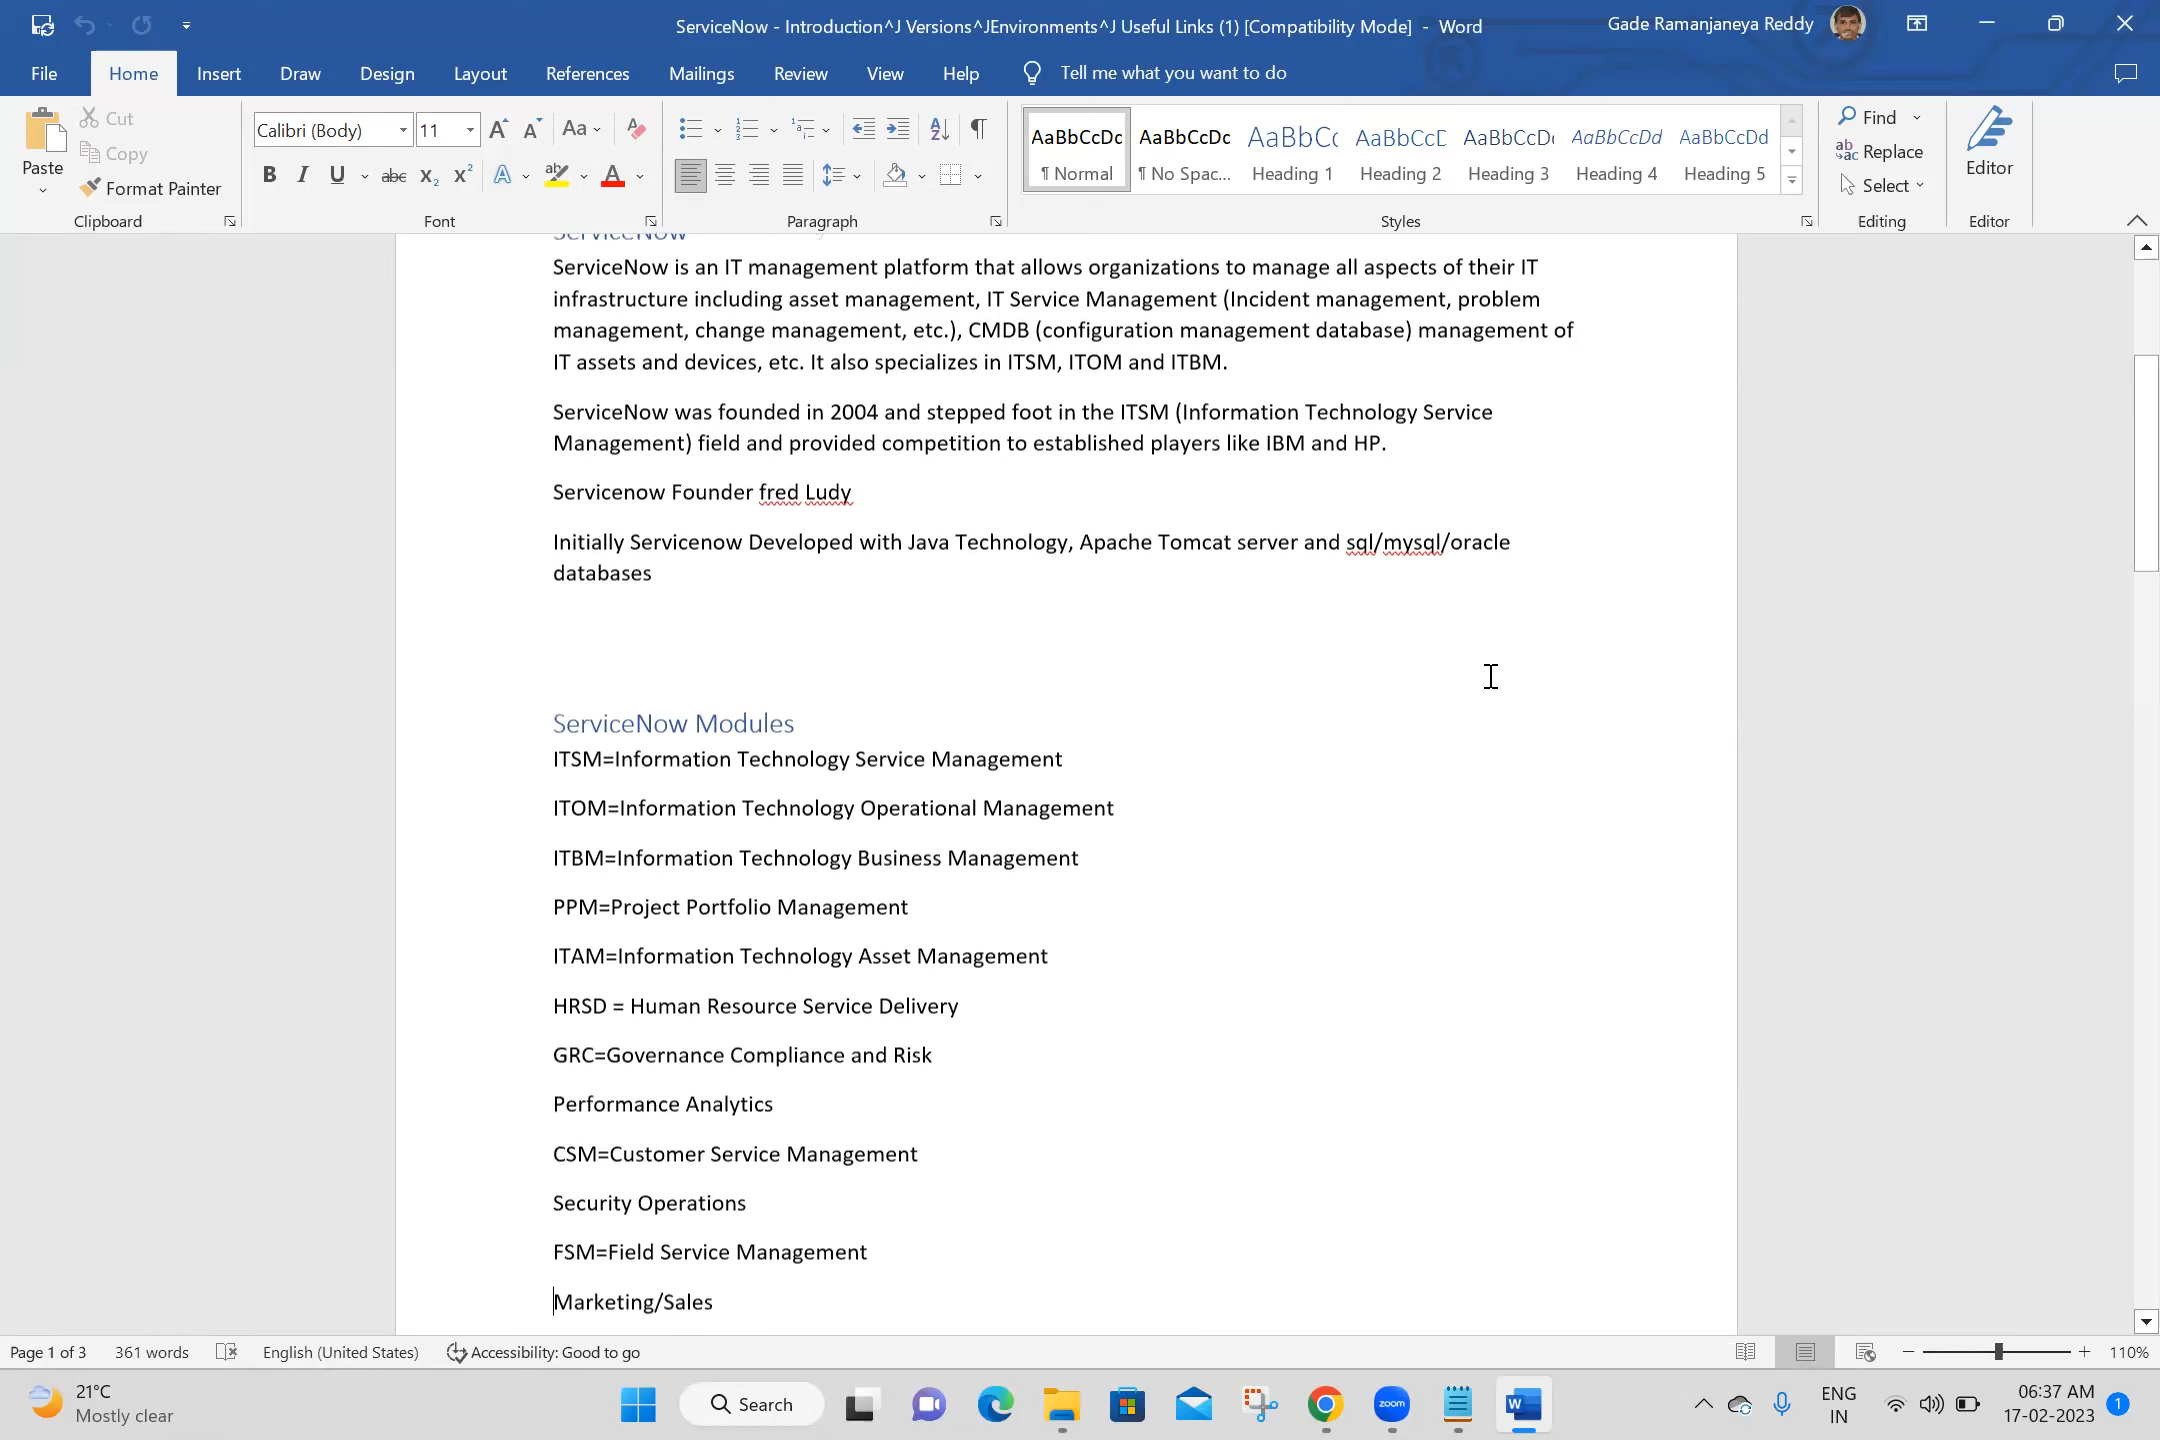 ServiceNow - Introduction^J Versions^JEnvironments^J Useful Links (1) [Compatibility Mode] - Word
Gade Ramanjaneya Reddy
File Home Insert Draw Design Layout References Mailings Review View Help Tell me what you want to do
Paste
Cut
Copy
Format Painter
Clipboard
Calibri (Body) 11
Font
Paragraph
AaBbCcDc AaBbCcDc AaBbC AaBbCcD AaBbCcD AaBbCcDd AaBbCcDd
¶ Normal ¶ No Spac... Heading 1 Heading 2 Heading 3 Heading 4 Heading 5
Styles
Find
Replace
Select
Editing
Editor
Editor
ServiceNow
ServiceNow is an IT management platform that allows organizations to manage all aspects of their IT
infrastructure including asset management, IT Service Management (Incident management, problem
management, change management, etc.), CMDB (configuration management database) management of
IT assets and devices, etc. It also specializes in ITSM, ITOM and ITBM.
ServiceNow was founded in 2004 and stepped foot in the ITSM (Information Technology Service
Management) field and provided competition to established players like IBM and HP.
Servicenow Founder fred Ludy
Initially Servicenow Developed with Java Technology, Apache Tomcat server and sql/mysql/oracle
databases
ServiceNow Modules
ITSM=Information Technology Service Management
ITOM=Information Technology Operational Management
ITBM=Information Technology Business Management
PPM=Project Portfolio Management
ITAM=Information Technology Asset Management
HRSD = Human Resource Service Delivery
GRC=Governance Compliance and Risk
Performance Analytics
CSM=Customer Service Management
Security Operations
FSM=Field Service Management
Marketing/Sales
Page 1 of 3 361 words English (United States) Accessibility: Good to go 110%
21°C
Mostly clear
Search
zoom
ENG
IN
06:37 AM
17-02-2023
1